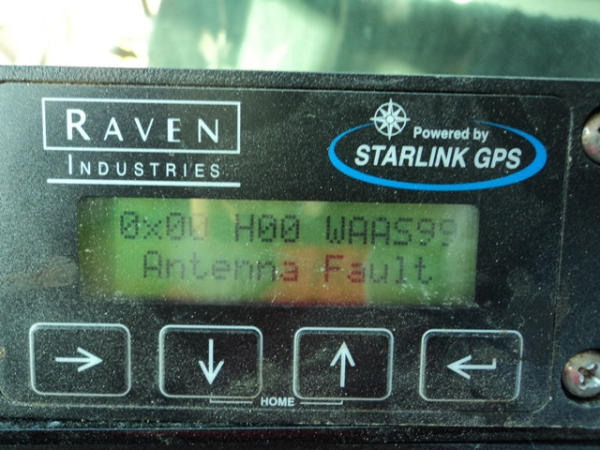 RAVEN
INDUSTRIES
Powered by
STARLINK GPS
0x00 H00 WAAS99
Antenna Fault
HOME